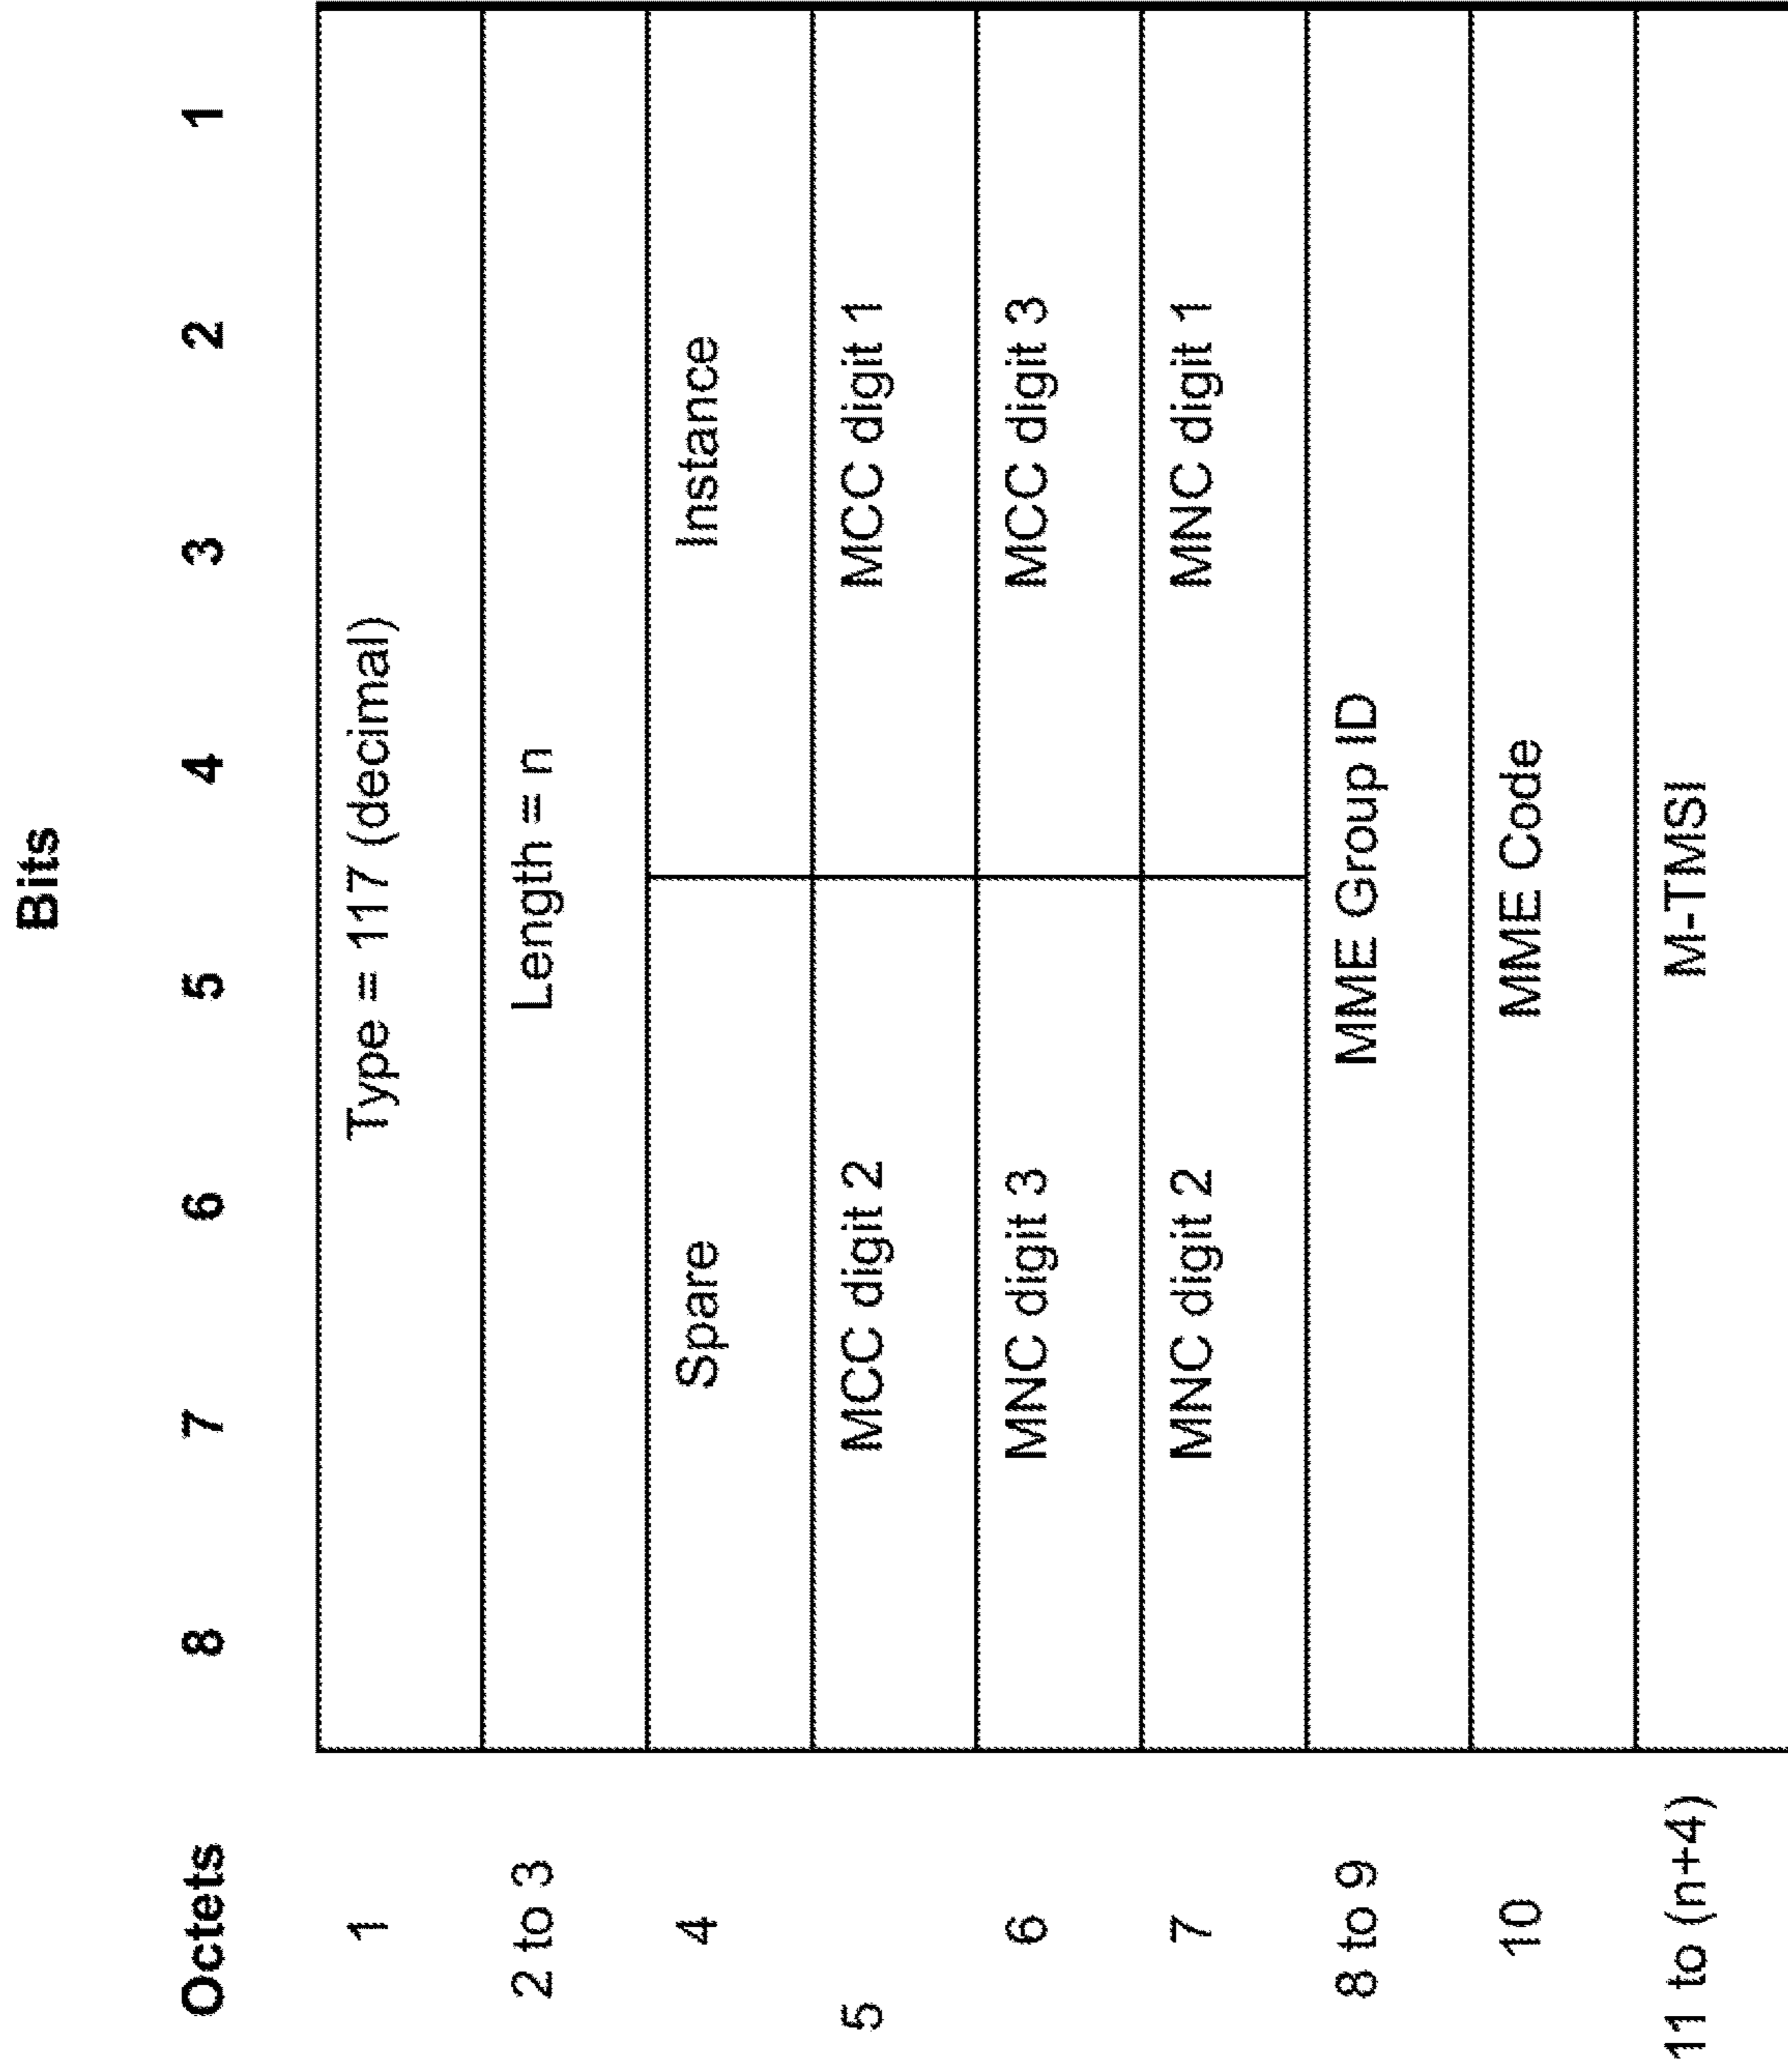 Bits
Octets 8 7 6 5 4 3 2 1
1 Type = 117 (decimal)
2 to 3 Length = n
4 Spare Instance
5 MCC digit 2 MCC digit 1
6 MNC digit 3 MCC digit 3
7 MNC digit 2 MNC digit 1
8 to 9 MME Group ID
10 MME Code
11 to (n+4) M-TMSI